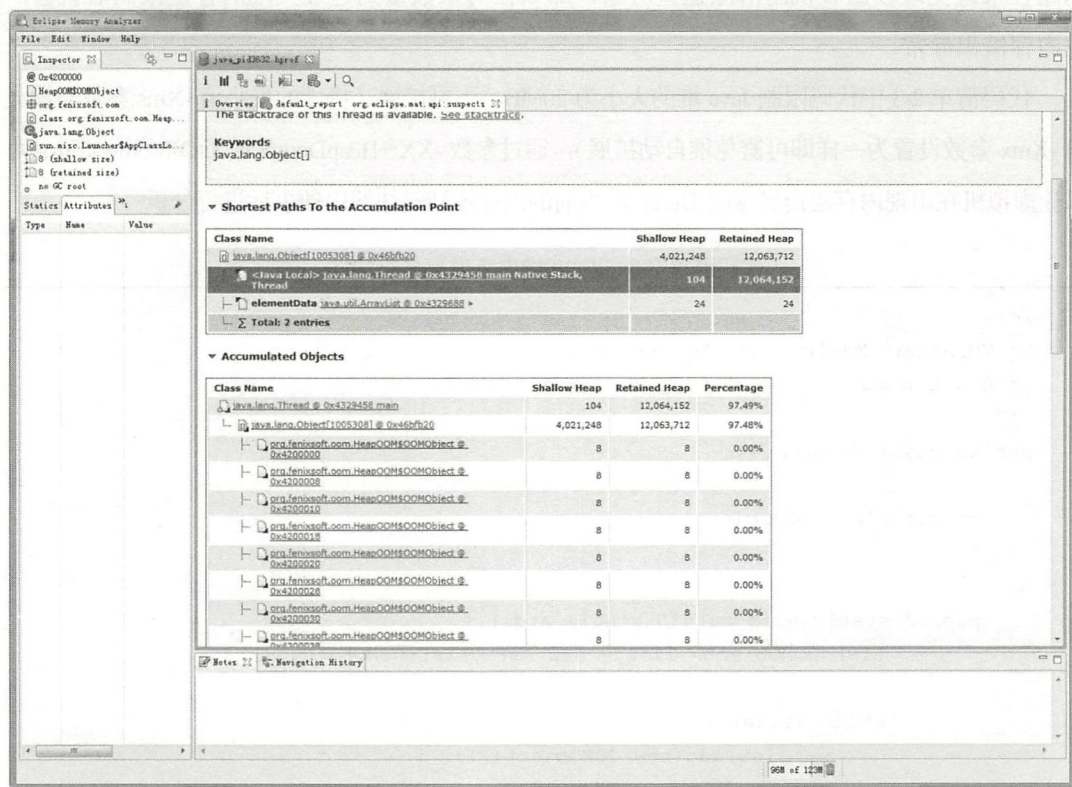 Eclipse Memory Analyzer
File Edit Window Help
Inspector
0x4200000
HeapOOM$OOMObject
org.fenixsoft.oom
class org.fenixsoft.oom.Heap...
java.lang.Object
sun.misc.Launcher$AppClassLo...
8 (shallow size)
8 (retained size)
no GC root
Statics Attributes
Type Name Value
java_pid3632.hprof
i Overview default_report org.eclipse.mat.api:suspects
The stacktrace of this Thread is available. See stacktrace.
Keywords
java.lang.Object[]
Shortest Paths To the Accumulation Point
Class Name Shallow Heap Retained Heap
java.lang.Object[1005308] @ 0x46bfb20 4,021,248 12,063,712
<Java Local> java.lang.Thread @ 0x4329458 main Native Stack, 104 12,064,152
Thread
elementData java.util.ArrayList @ 0x4329688 » 24 24
∑ Total: 2 entries
Accumulated Objects
Class Name Shallow Heap Retained Heap Percentage
java.lang.Thread @ 0x4329458 main 104 12,064,152 97.49%
java.lang.Object[1005308] @ 0x46bfb20 4,021,248 12,063,712 97.48%
org.fenixsoft.oom.HeapOOM$OOMObject @ 8 8 0.00%
0x4200000
org.fenixsoft.oom.HeapOOM$OOMObject @ 8 8 0.00%
0x4200008
org.fenixsoft.oom.HeapOOM$OOMObject @ 8 8 0.00%
0x4200010
org.fenixsoft.oom.HeapOOM$OOMObject @ 8 8 0.00%
0x4200018
org.fenixsoft.oom.HeapOOM$OOMObject @ 8 8 0.00%
0x4200020
org.fenixsoft.oom.HeapOOM$OOMObject @ 8 8 0.00%
0x4200028
org.fenixsoft.oom.HeapOOM$OOMObject @ 8 8 0.00%
0x4200030
org.fenixsoft.oom.HeapOOM$OOMObject @ 8 8 0.00%
0x4200038
Notes Navigation History
96M of 123M